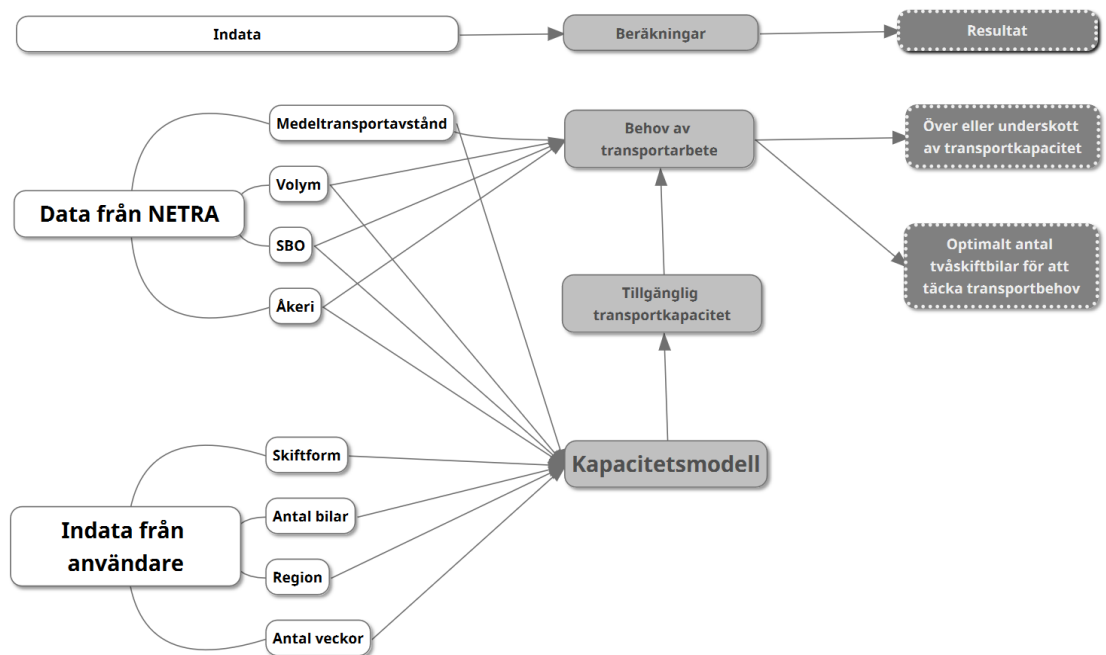 Indata
Beräkningar
Resultat
Medeltransportavstånd
Behov av
transportarbete
Över eller underskott
av transportkapacitet
Volym
Data från NETRA
SBO
Optimalt antal
tvåskiftbilar för att
täcka transportbehov
Åkeri
Tillgänglig
transportkapacitet
Skiftform
Kapacitetsmodell
Antal bilar
Indata från
användare
Region
Antal veckor